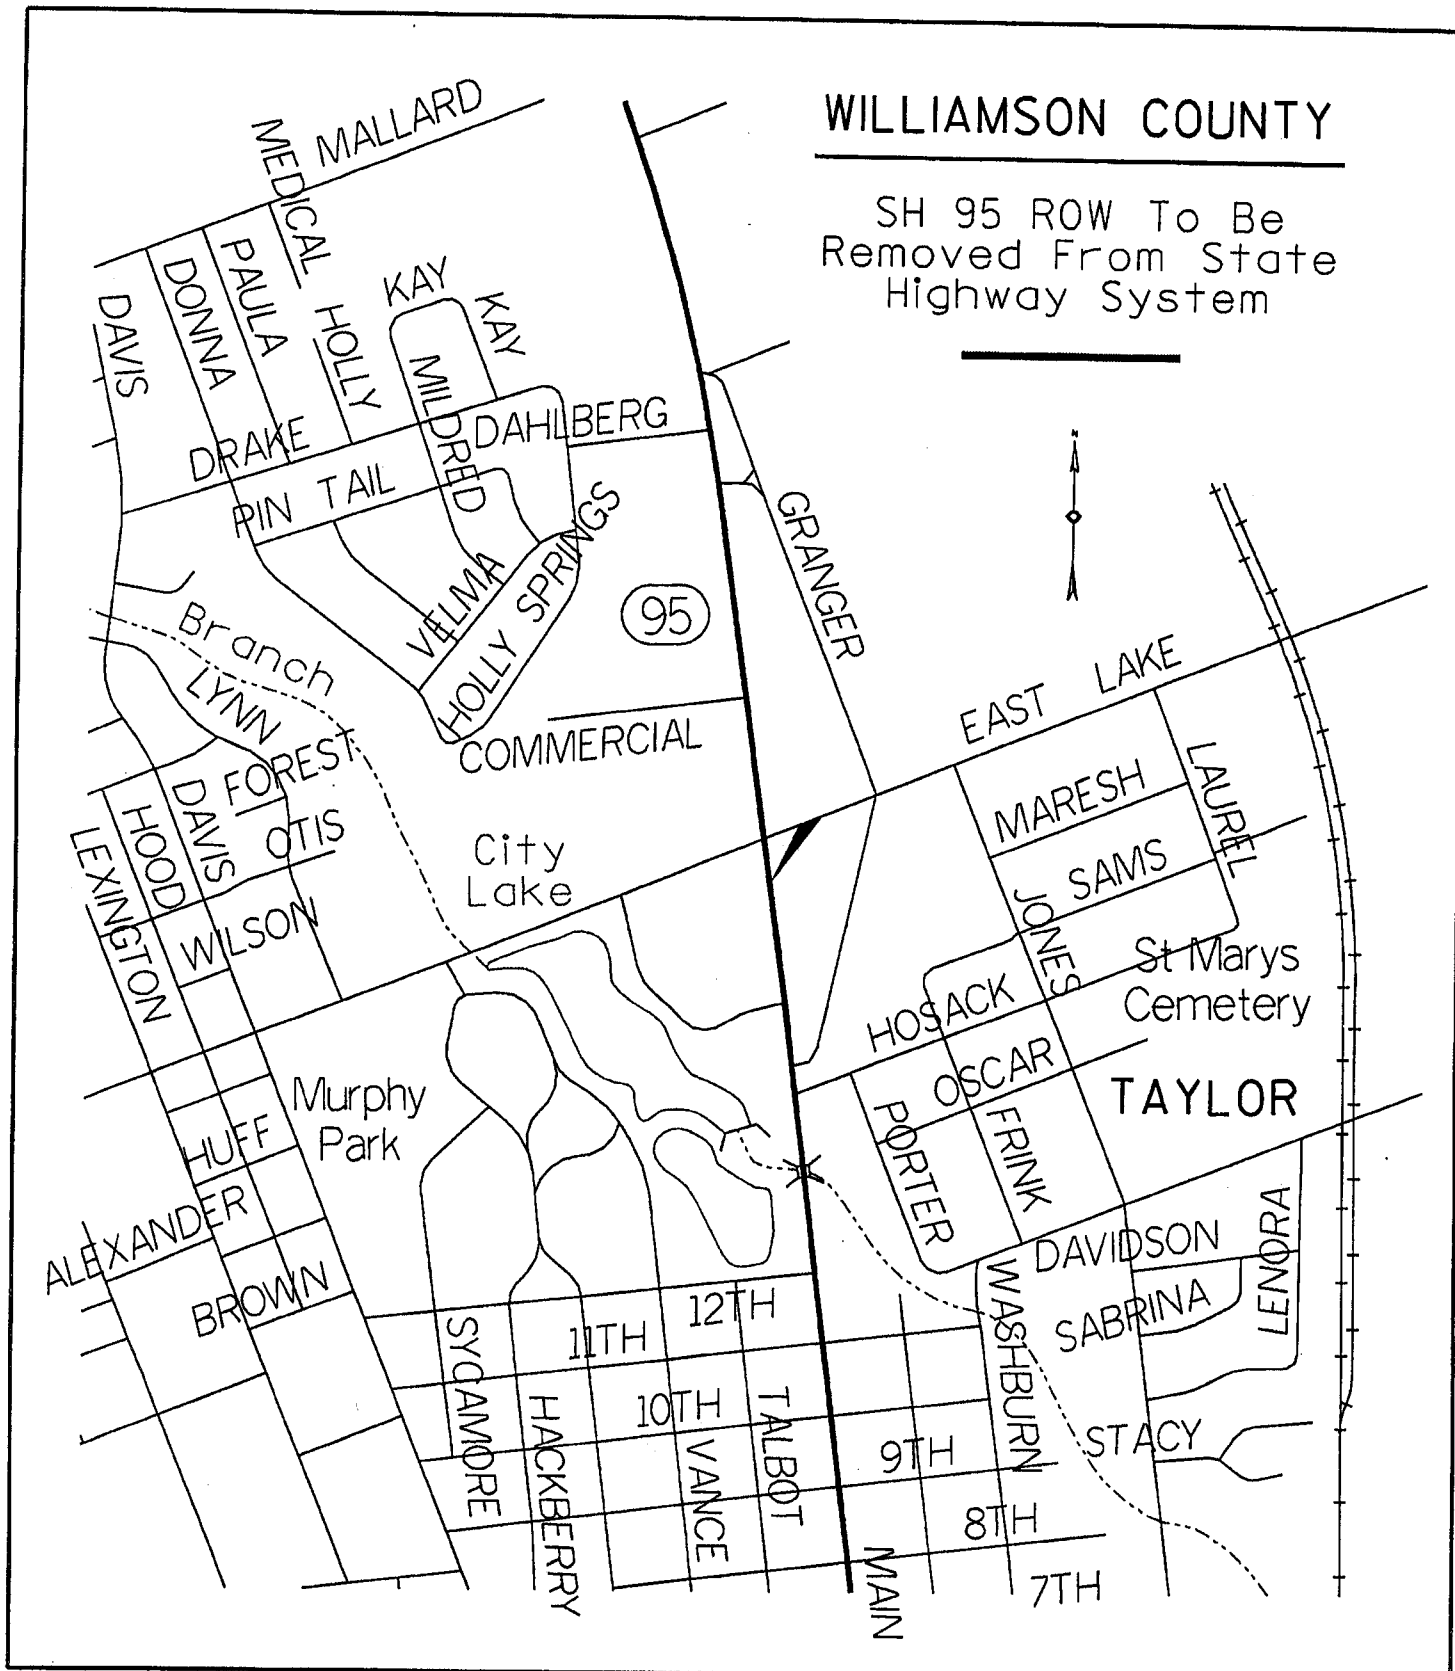 WILLIAMSON COUNTY
SH 95 ROW To Be
Removed From State
Highway System
MALLARD
MEDICAL
PAULA
DONNA
DAVIS
HOLLY
KAY
KAY
MILDRED
DAHLBERG
DRAKE
PIN TAIL
N
GRANGER
VELMA
HOLLY SPRINGS
95
Branch
LYNN
EAST LAKE
COMMERCIAL
FOREST
DAVIS
HOOD
LEXINGTON
OTIS
City
Lake
MARESH
LAUREL
SAMS
JONES
WILSON
St Marys
Cemetery
HOSACK
OSCAR
TAYLOR
Murphy
Park
PORTER
FRINK
HUFF
ALEXANDER
BROWN
DAVIDSON
LENORA
SABRINA
WASHBURN
12TH
11TH
SYCAMORE
HACKBERRY
10TH
TALBOT
VANCE
9TH
STACY
8TH
MAIN
7TH